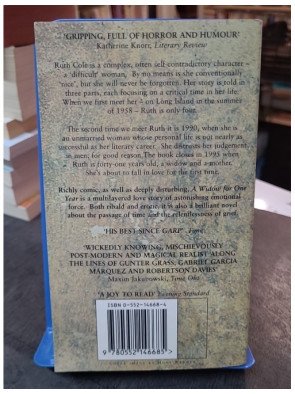 'GRIPPING, FULL OF HORROR AND HUMOUR'
Katherine Knorr, Literary Review
Ruth Cole is a complex, often self-contradictory character –
a 'difficult' woman. By no means is she conventionally
'nice', but she will never be forgotten. Her story is told in
three parts, each focusing on a critical time in her life.
When we first meet her – on Long Island in the summer
of 1958 – Ruth is only four.
The second time we meet Ruth it is 1990, when she is
an unmarried woman whose personal life is not nearly as
successful as her literary career. She distrusts her judgement
in men, for good reason. The book closes in 1995 when
Ruth is forty-one years old, a widow and a mother.
She's about to fall in love for the first time.
Richly comic, as well as deeply disturbing, A Widow for One
Year is a multilayered love story of astonishing emotional
force. Both ribald and erotic, it is also a brilliant novel
about the passage of time and the relentlessness of grief.
'HIS BEST SINCE GARP' Time
'WICKEDLY KNOWING, MISCHIEVOUSLY
POST-MODERN AND MAGICAL REALIST ALONG
THE LINES OF GUNTER GRASS, GABRIEL GARCIA
MARQUEZ AND ROBERTSON DAVIES'
Maxim Jakubowski, Time Out
'A JOY TO READ' Evening Standard
ISBN 0-552-14668-4
9 780552 146685 >